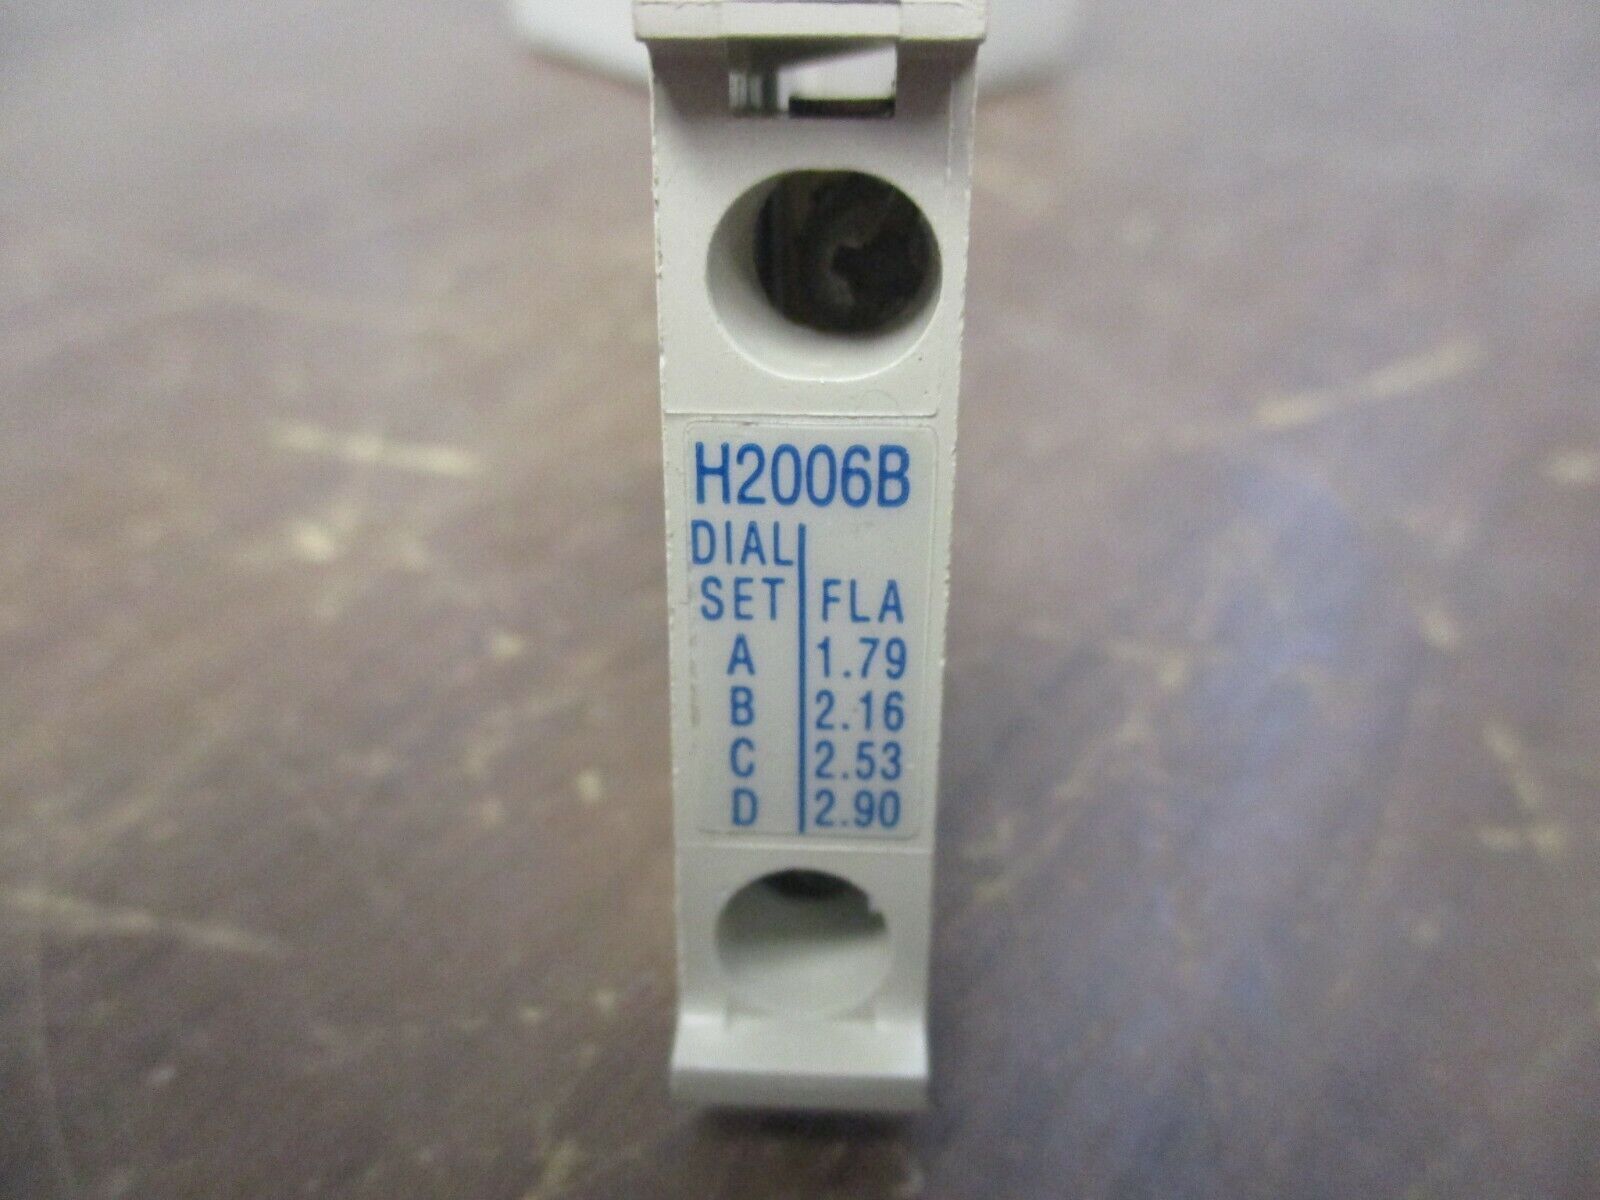 H2006B
DIAL
SET FLA
A 1.79
B 2.16
C 2.53
D 2.90